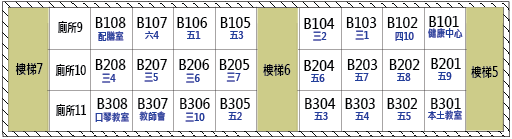 廁所9 B108 B107 B106 B105 B104 B103 B102 B101
配膳室 六4 五1 五3 三2 三1 四10 健康中心
樓梯7 樓梯6 樓梯5
廁所10 B208 B207 B206 B205 B204 B203 B202 B201
三4 三5 三6 三7 五6 五7 五8 五9
廁所11 B308 B307 B306 B305 B304 B303 B302 B301
口琴教室 教師會 三10 五2 五3 五4 五5 本土教室